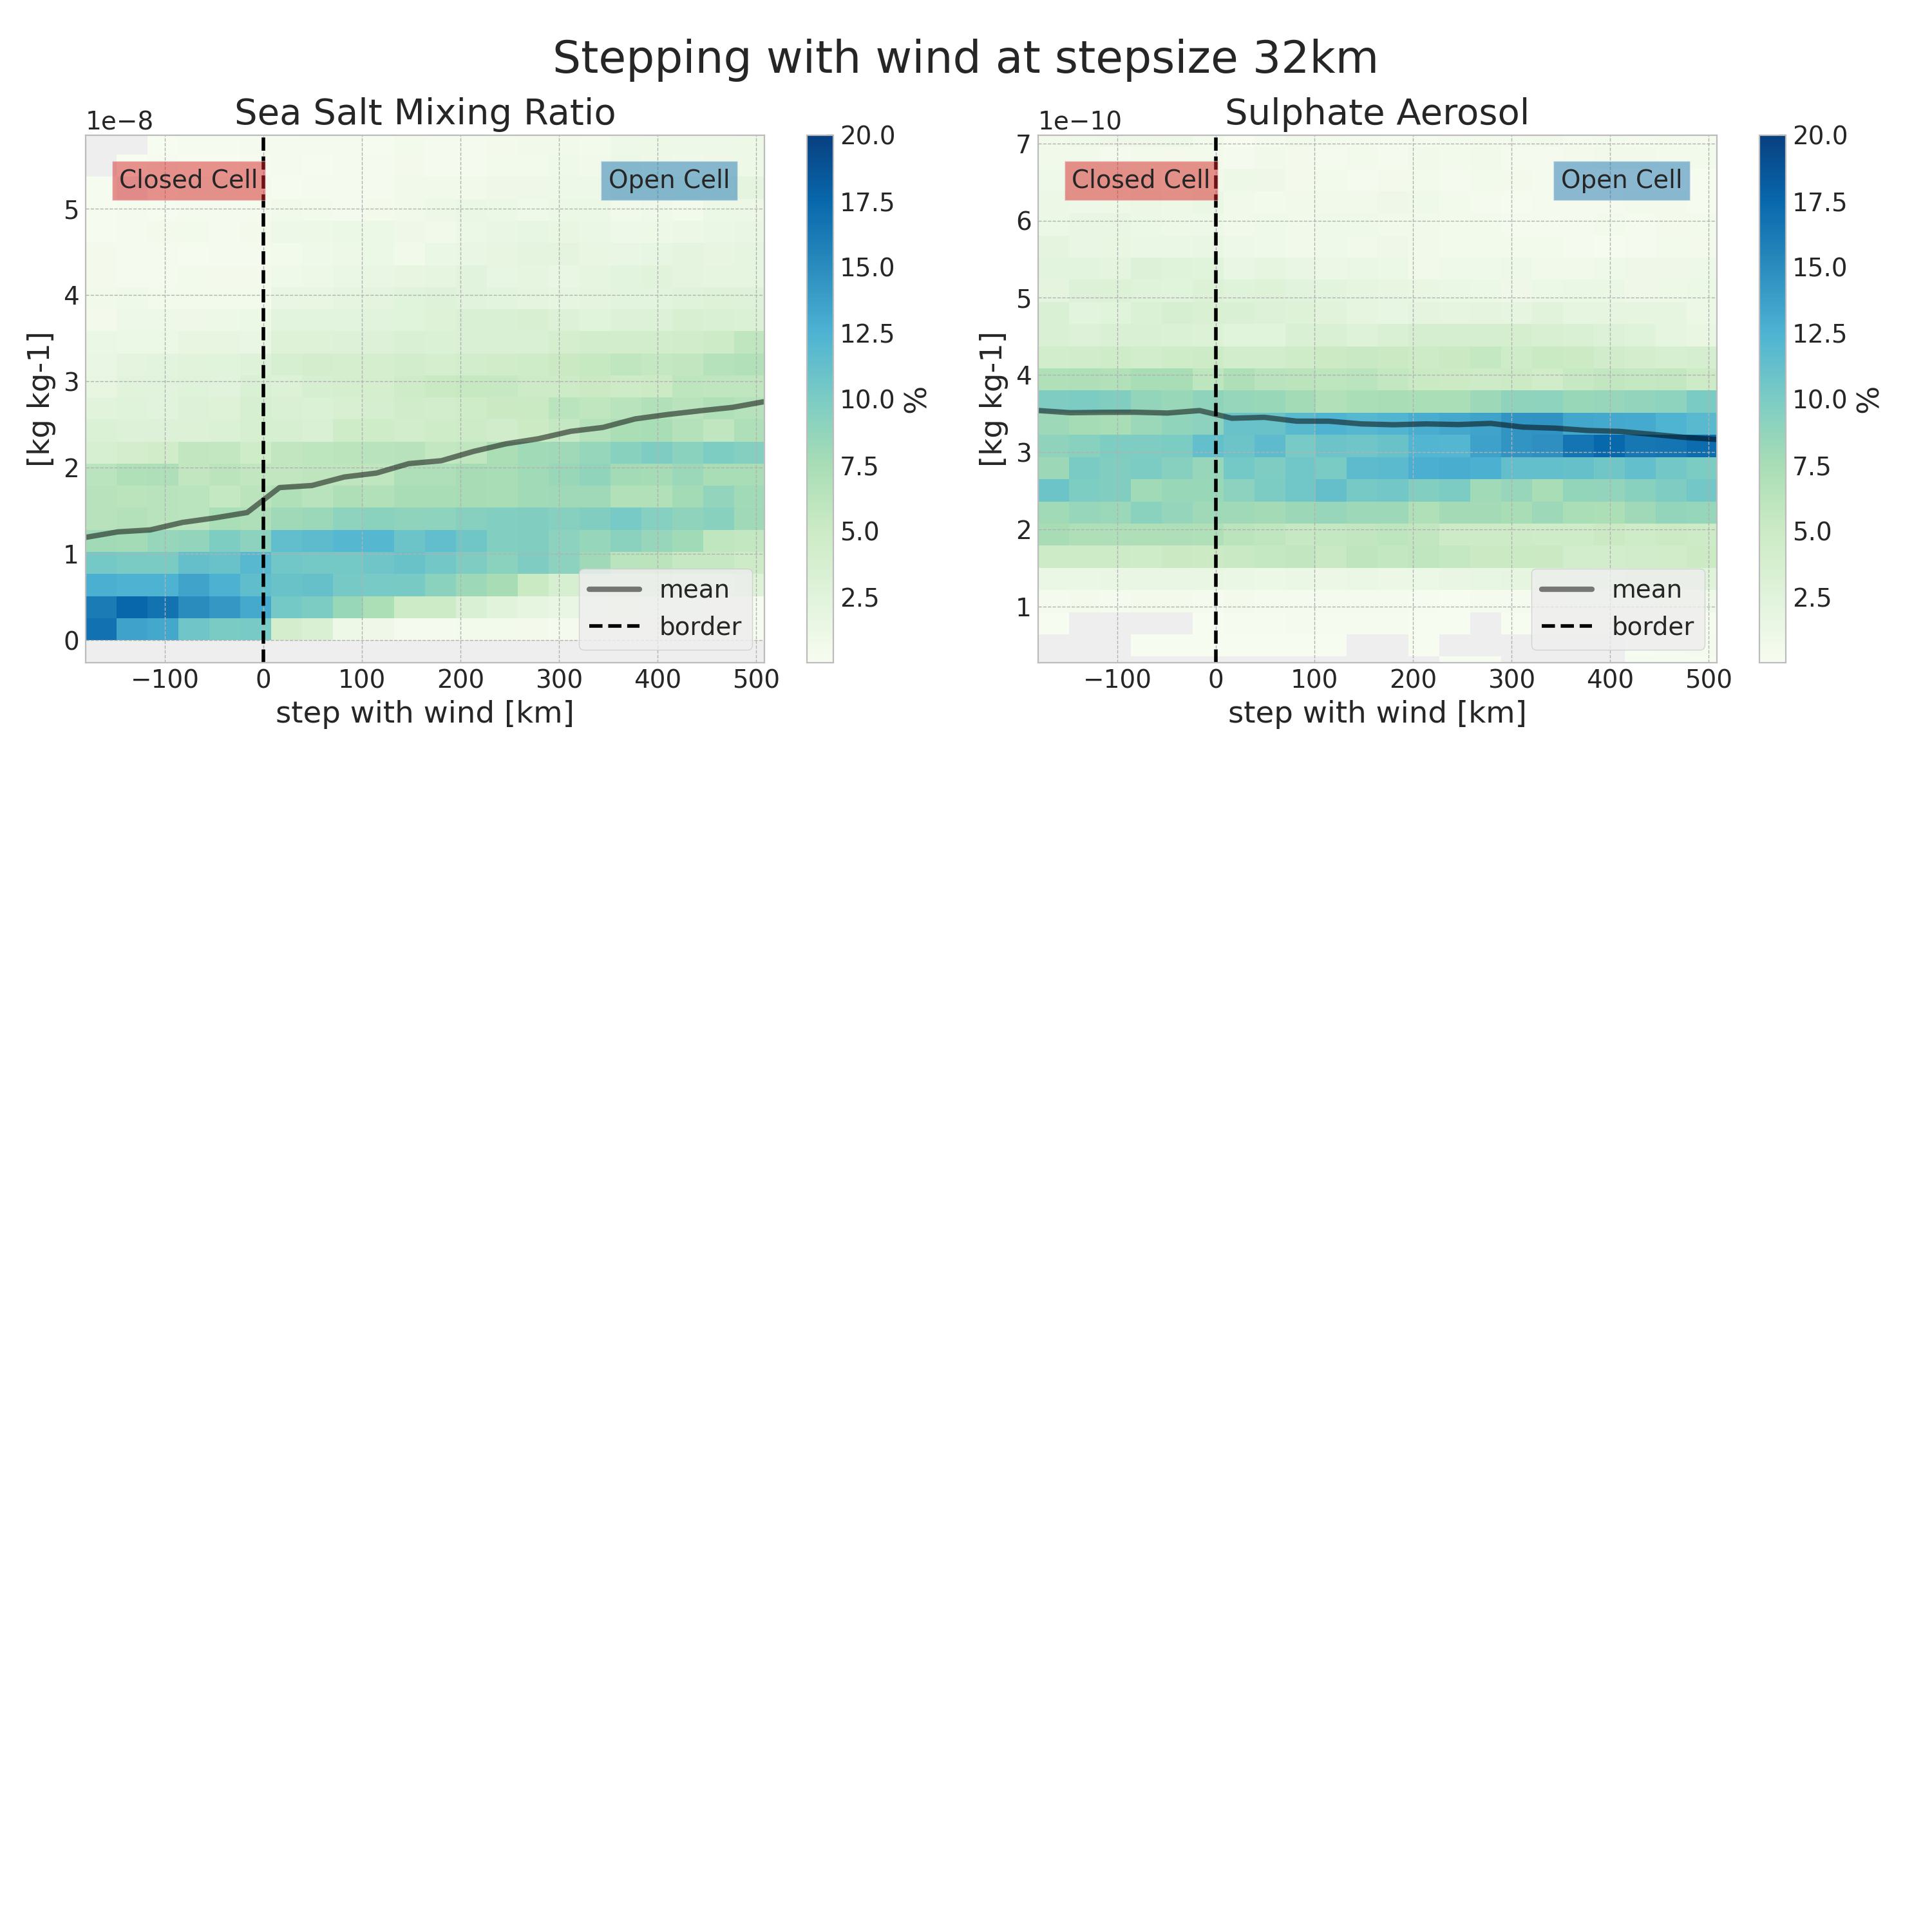 Stepping with wind at stepsize 32km
Sea Salt Mixing Ratio
1e−8
Closed Cell
Open Cell
5
4
3
2
1
0
[kg kg-1]
mean
border
−100 0 100 200 300 400 500
step with wind [km]
20.0
17.5
15.0
12.5
10.0
7.5
5.0
2.5
%
Sulphate Aerosol
1e−10
Closed Cell
Open Cell
7
6
5
4
3
2
1
[kg kg-1]
mean
border
−100 0 100 200 300 400 500
step with wind [km]
20.0
17.5
15.0
12.5
10.0
7.5
5.0
2.5
%